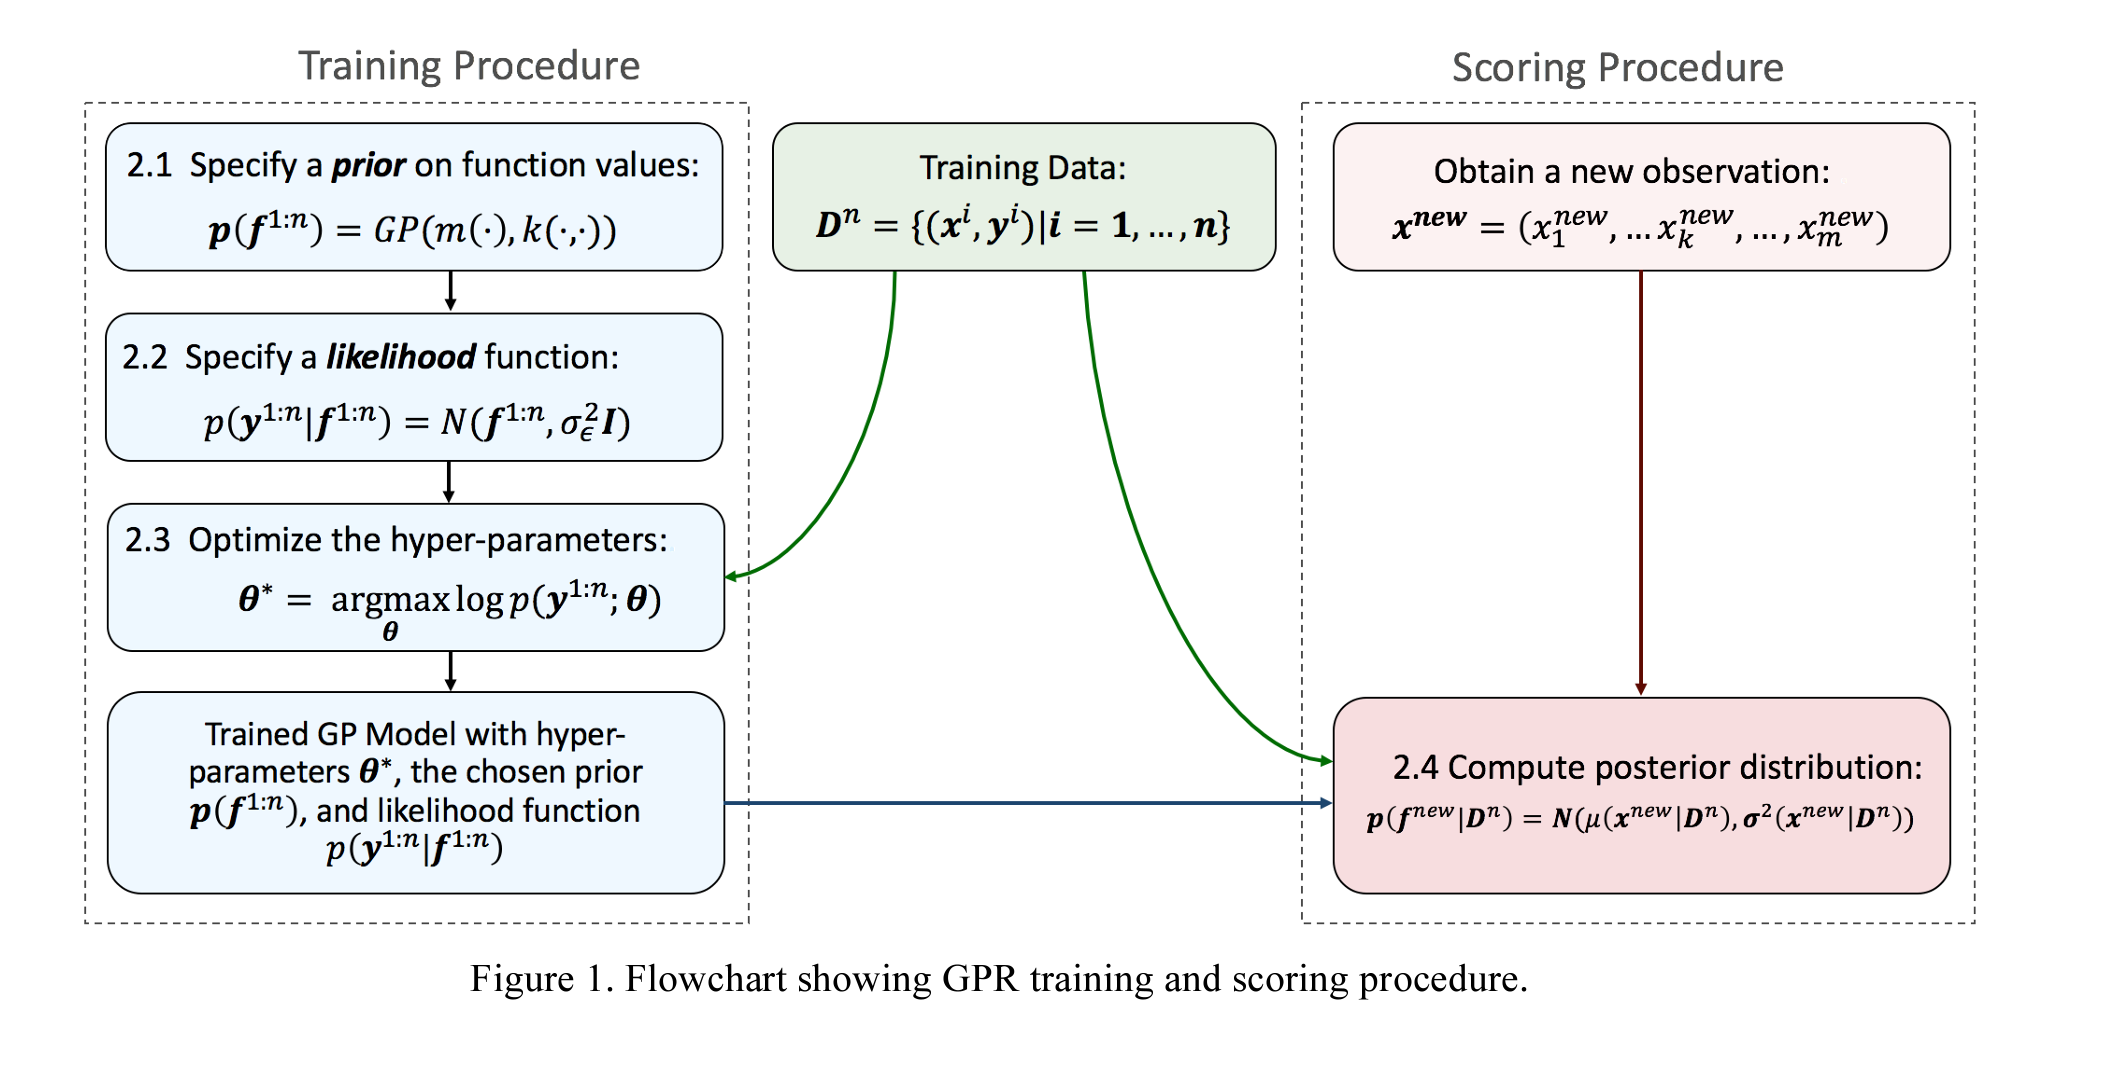 Training Procedure
2.1 Specify a prior on function values:
p(f^{1:n}) = GP(m(·), k(·,·))
2.2 Specify a likelihood function:
p(y^{1:n}|f^{1:n}) = N(f^{1:n}, σ_ϵ^2 I)
2.3 Optimize the hyper-parameters:
θ* = argmax log p(y^{1:n}; θ)
θ
Trained GP Model with hyper-
parameters θ*, the chosen prior
p(f^{1:n}), and likelihood function
p(y^{1:n}|f^{1:n})
Training Data:
D^n = {(x^i, y^i)|i = 1, …, n}
Scoring Procedure
Obtain a new observation:
x^{new} = (x_1^{new}, … x_k^{new}, …, x_m^{new})
2.4 Compute posterior distribution:
p(f^{new}|D^n) = N(μ(x^{new}|D^n), σ^2(x^{new}|D^n))
Figure 1. Flowchart showing GPR training and scoring procedure.